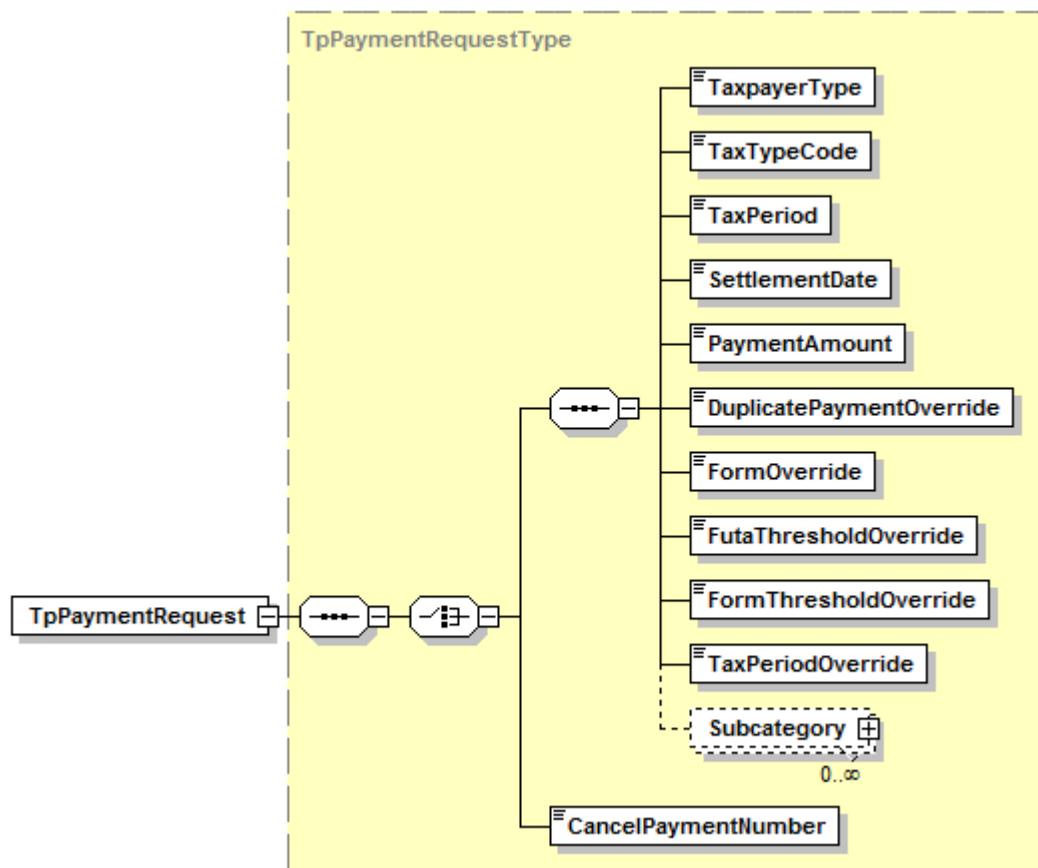 TpPaymentRequestType
TaxpayerType
TaxTypeCode
TaxPeriod
SettlementDate
PaymentAmount
DuplicatePaymentOverride
FormOverride
FutaThresholdOverride
FormThresholdOverride
TpPaymentRequest
TaxPeriodOverride
Subcategory
0..∞
CancelPaymentNumber